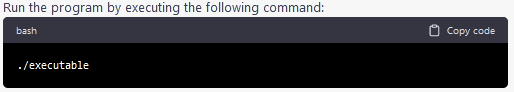 Run the program by executing the following command:
bash
Copy code
./executable